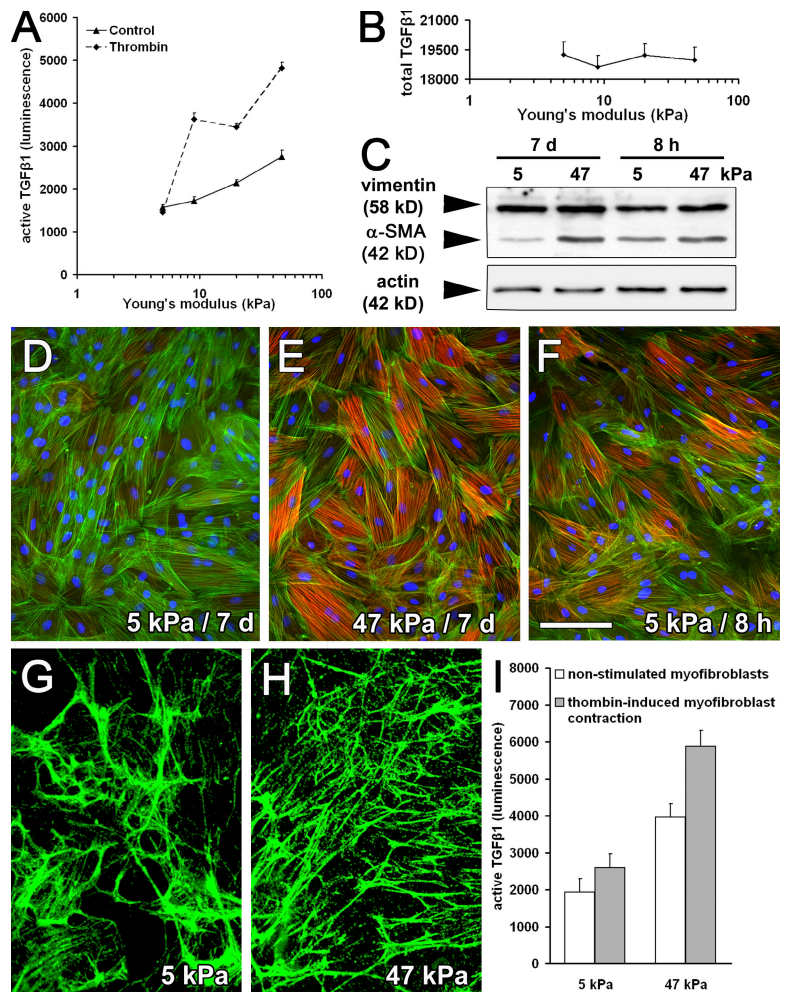 A
Control
Thrombin
active TGFβ1 (luminescence)
6000
5000
4000
3000
2000
1000
0
1
10
100
Young's modulus (kPa)
B
total TGFβ1
21000
19500
18000
1
10
100
Young's modulus (kPa)
C
7 d
8 h
5
47
5
47
kPa
vimentin
(58 kD)
α-SMA
(42 kD)
actin
(42 kD)
D
5 kPa / 7 d
E
47 kPa / 7 d
F
5 kPa / 8 h
G
5 kPa
H
47 kPa
I
non-stimulated myofibroblasts
thombin-induced myofibroblast
contraction
active TGFβ1 (luminescence)
8000
7000
6000
5000
4000
3000
2000
1000
0
5 kPa
47 kPa